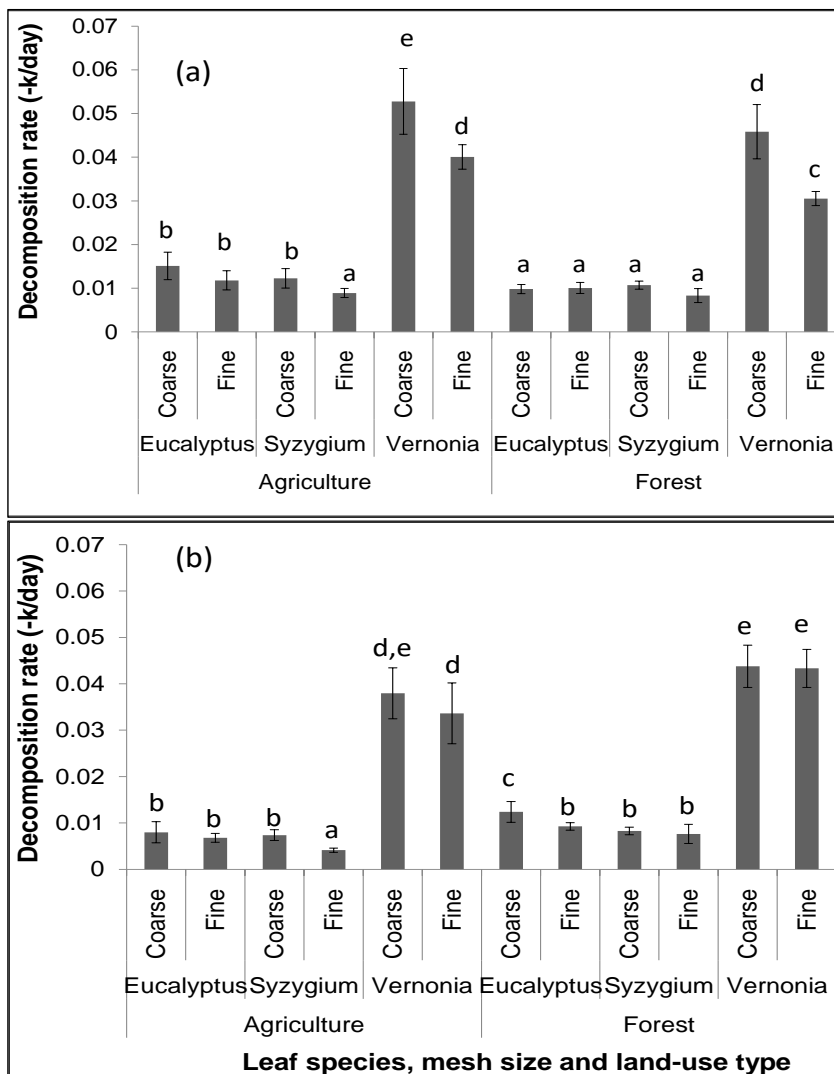 0.07
e
(a)
0.06
d
d
0.05
c
0.04
0.03
b
b
b
0.02
a
a
a
a
a
0.01
0
Decomposition rate (-k/day)
Coarse Fine Coarse Fine Coarse Fine Coarse Fine Coarse Fine Coarse Fine
Eucalyptus Syzygium Vernonia Eucalyptus Syzygium Vernonia
Agriculture Forest
0.07
(b)
0.06
e e
d,e
d
0.05
0.04
0.03
0.02
c
b b b
b b b
a
0.01
0
Decomposition rate (-k/day)
Coarse Fine Coarse Fine Coarse Fine Coarse Fine Coarse Fine Coarse Fine
Eucalyptus Syzygium Vernonia Eucalyptus Syzygium Vernonia
Agriculture Forest
Leaf species, mesh size and land-use type